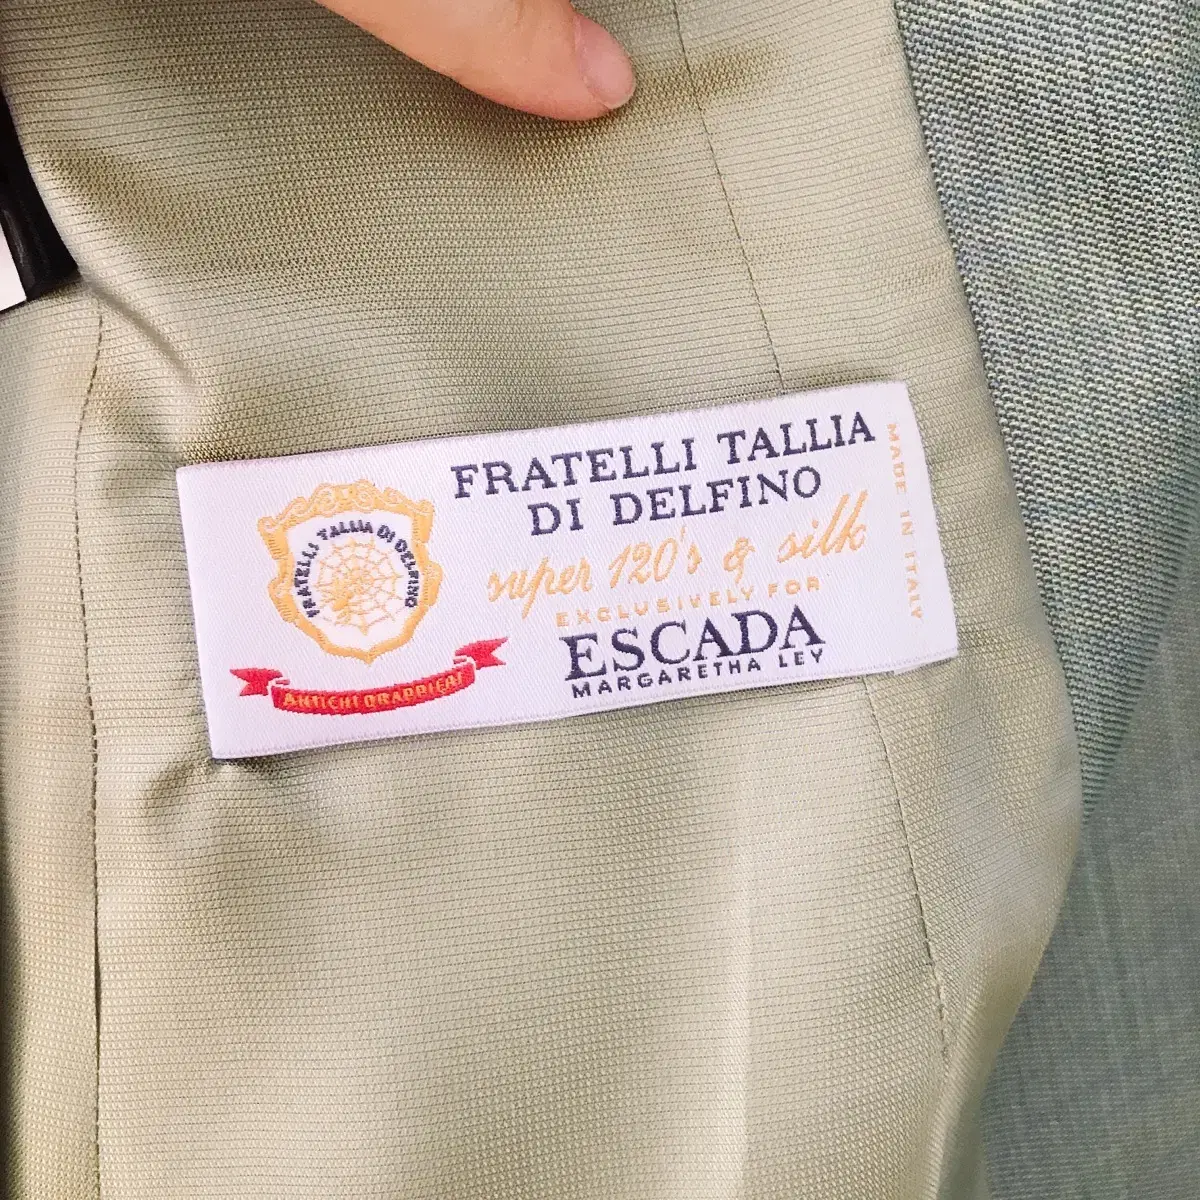 FRATELLI TALLIA DI DELFINO
ANTICHI DRAPPIERI
FRATELLI TALLIA
DI DELFINO
super 120's & silk
EXCLUSIVELY FOR
ESCADA
MARGARETHA LEY
MADE IN ITALY